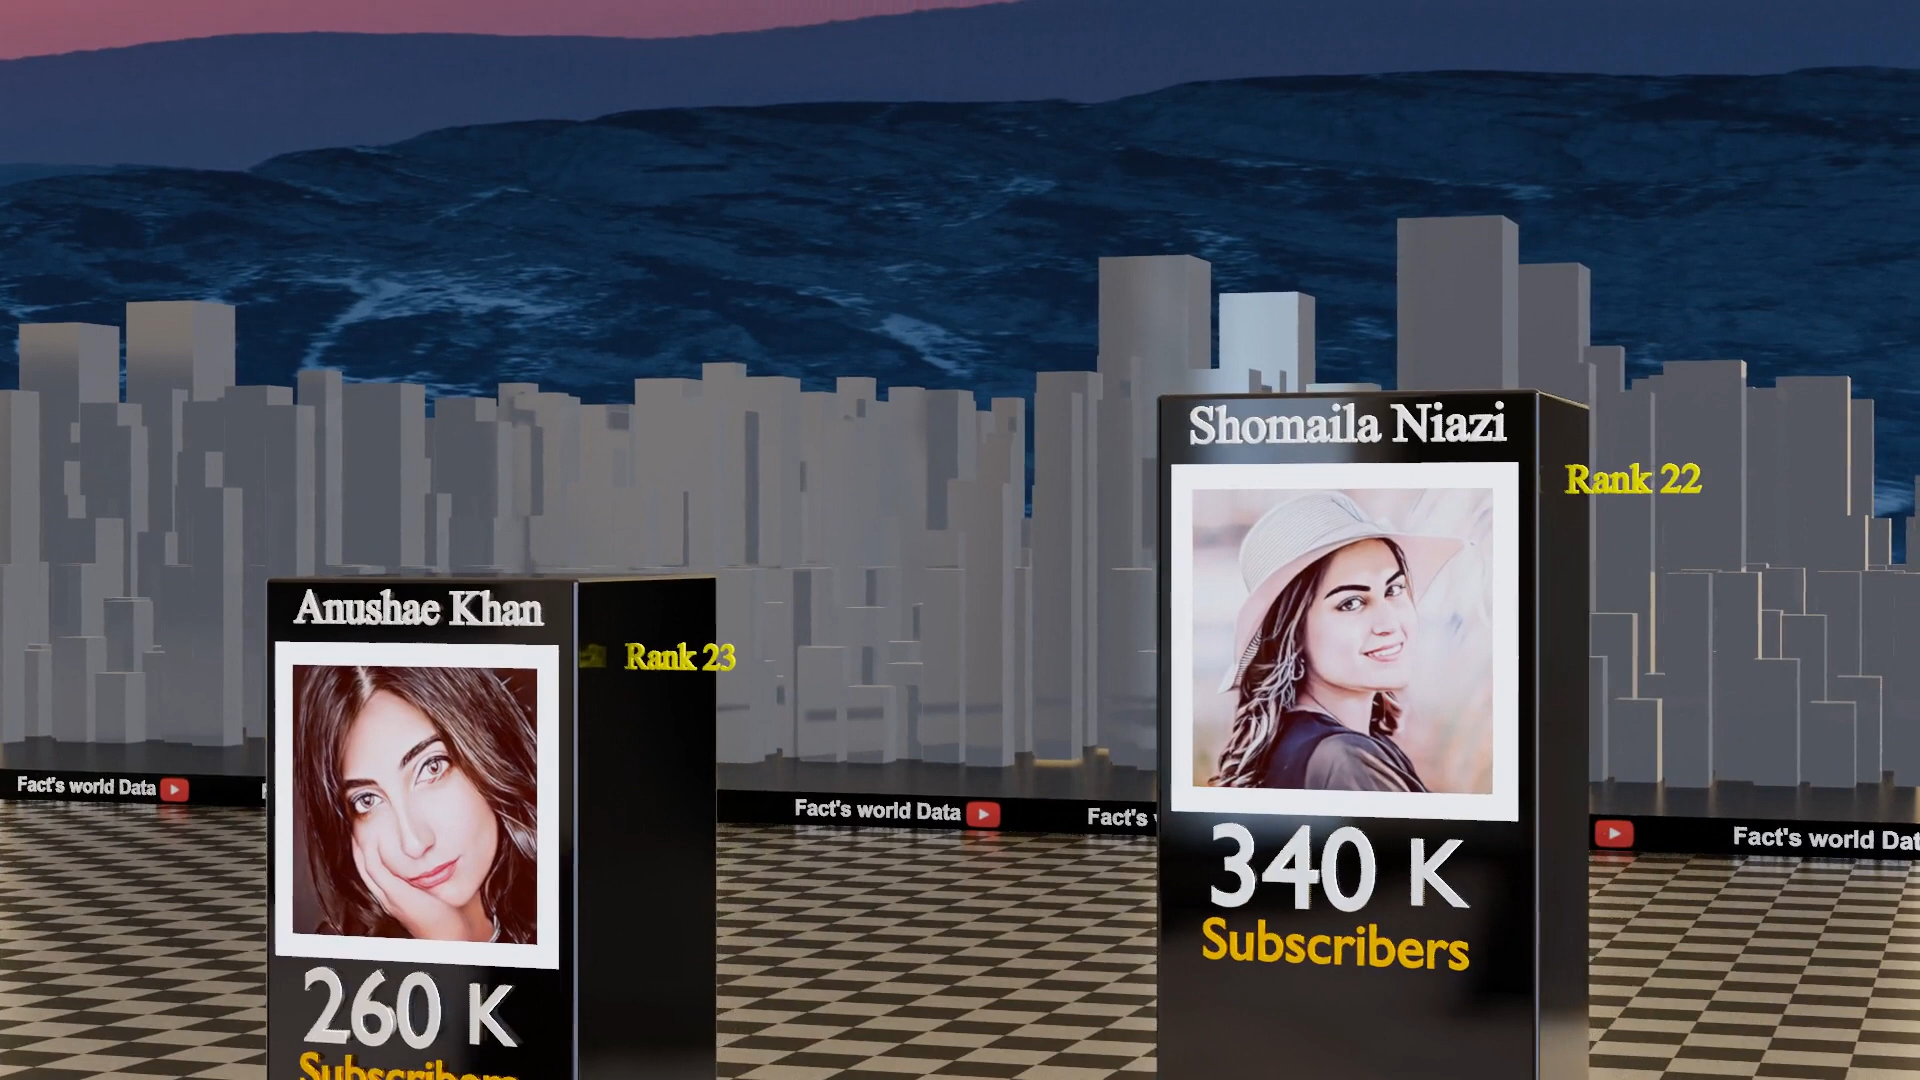 Shomaila Niazi
Rank 22
Anushae Khan
Rank 23
Fact's world Data
Fact's world Data
Fact's
Fact's world Dat
340 K
Subscribers
260 K
Subscribers